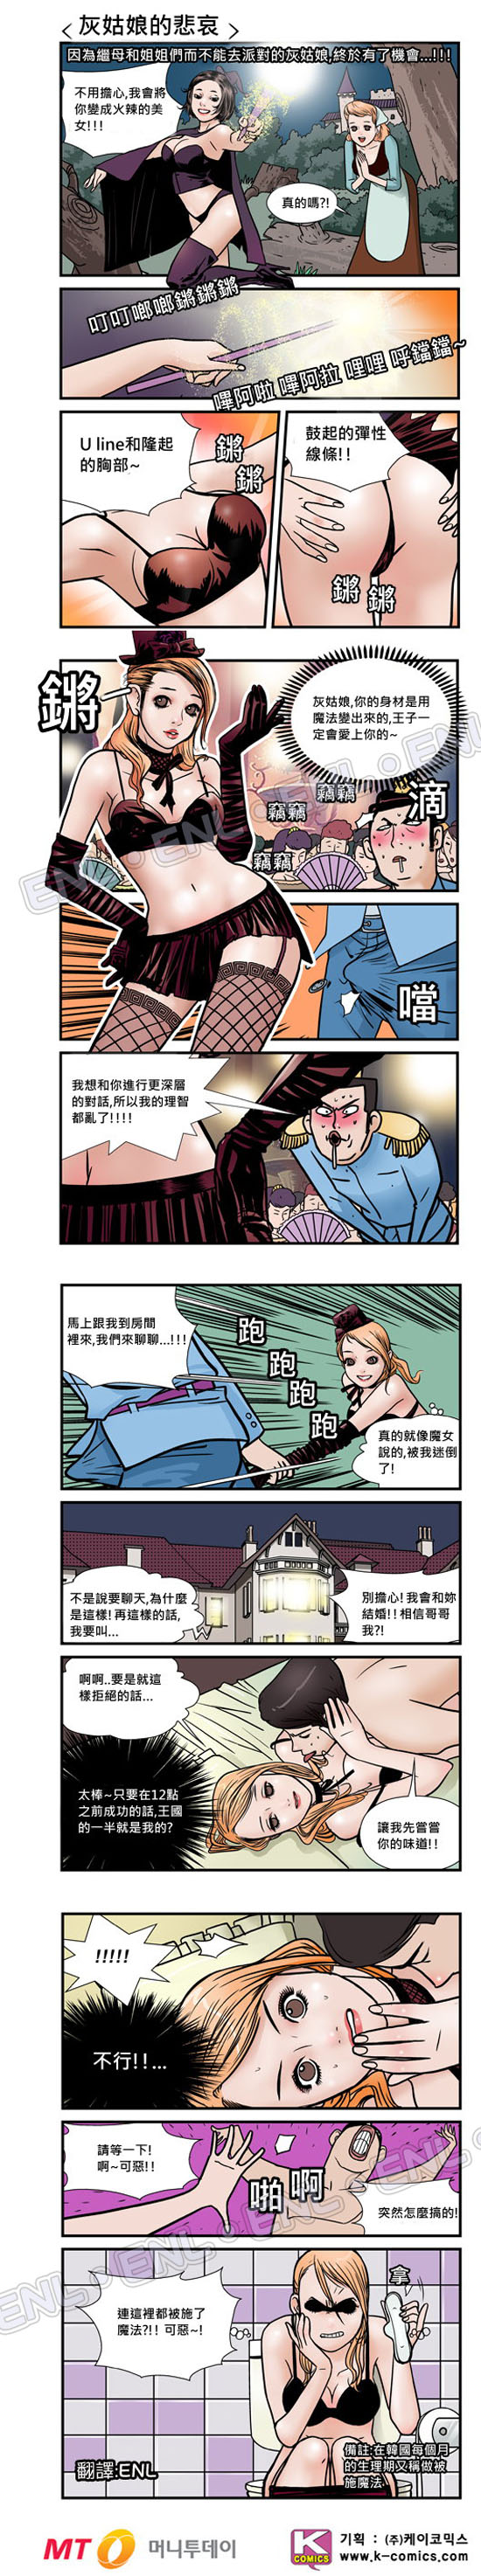 < 灰姑娘的悲哀 >
因為繼母和姐姐們而不能去派對的灰姑娘,終於有了機會...!!!
不用擔心,我會將
你變成火辣的美
女!!!
真的嗎?!
叮叮啷啷鏘鏘鏘
嗶阿啦 嗶阿拉 哩哩 呼鐺鐺~
U line和隆起
的胸部~
鏘
鏘
鼓起的彈性
線條!!
鏘
鏘
鏘
灰姑娘,你的身材是用
魔法變出來的,王子一
定會愛上你的~
竊竊
竊竊
竊竊
滴
噹
我想和你進行更深層
的對話,所以我的理智
都亂了!!!!
馬上跟我到房間
裡來,我們來聊聊...!!!
跑
跑
跑
跑
真的就像魔女
說的,被我迷倒
了!
不是說要聊天,為什麼
是這樣! 再這樣的話,
我要叫...
別擔心! 我會和妳
結婚!! 相信哥哥
我?!
啊啊..要是就這
樣拒絕的話...
太棒~只要在12點
之前成功的話,王國
的一半就是我的?
讓我先嘗嘗
你的味道!!
!!!!!
不行!!...
請等一下!
啊~可惡!!
啪
啊
突然怎麼搞的!
連這裡都被施了
魔法?!! 可惡~!
拿
翻譯:ENL
備註:在韓國每個月
的生理期又稱做被
施魔法
ENL
MTO 머니투데이
K COMICS
기획 : (주)케이코믹스
www.k-comics.com